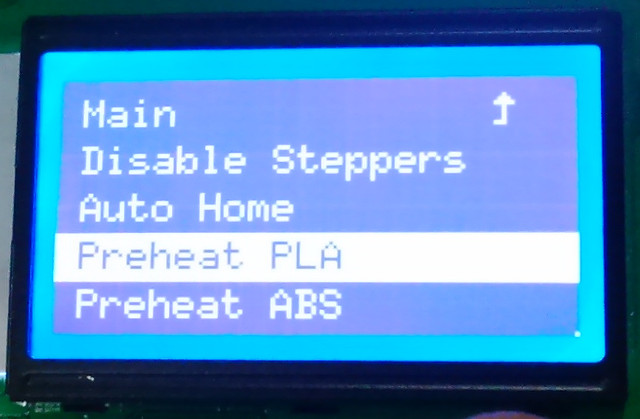 Main
Disable Steppers
Auto Home
Preheat PLA
Preheat ABS